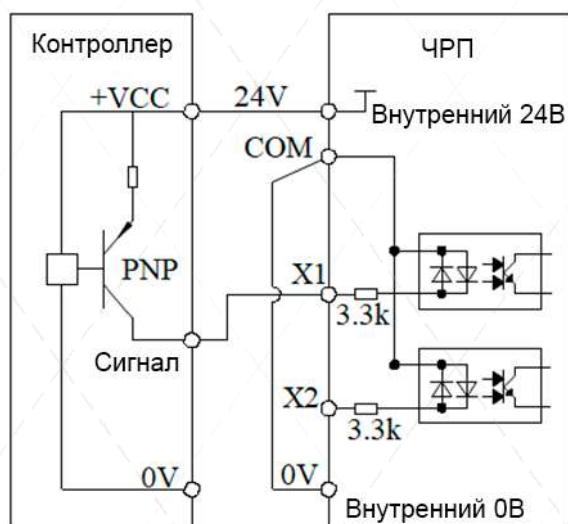 Контроллер
ЧРП
+VCC
24V
Внутренний 24В
COM
PNP
X1
3.3k
Сигнал
X2
3.3k
0V
0V
Внутренний 0В